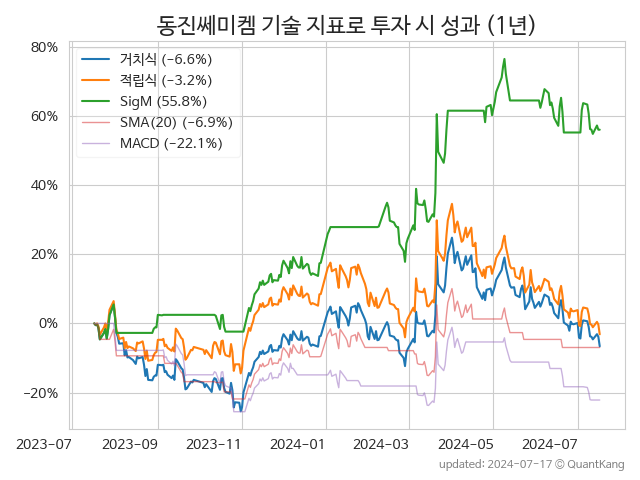 동진쎄미켐 기술 지표로 투자 시 성과 (1년)
80%
60%
40%
20%
0%
−20%
거치식 (−6.6%)
적립식 (−3.2%)
SigM (55.8%)
SMA(20) (−6.9%)
MACD (−22.1%)
2023−07 2023−09 2023−11 2024−01 2024−03 2024−05 2024−07
updated: 2024−07−17 © QuantKang